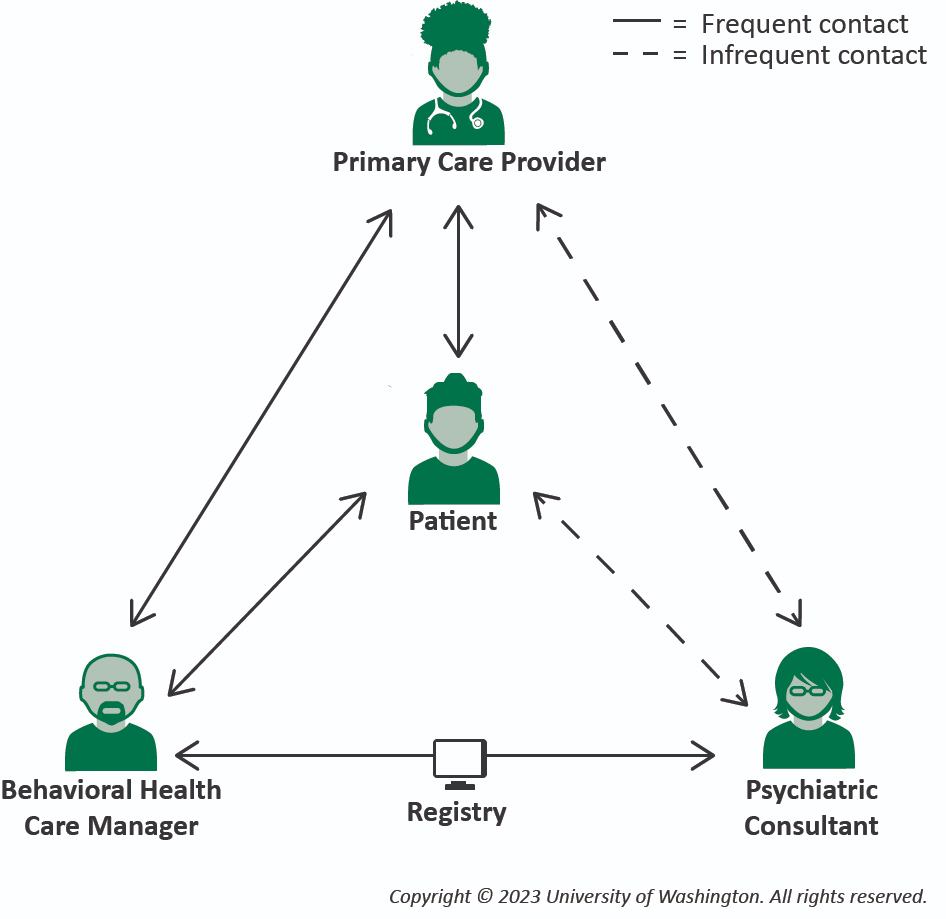 = Frequent contact
= Infrequent contact
Primary Care Provider
Patient
Behavioral Health
Care Manager
Registry
Psychiatric
Consultant
Copyright © 2023 University of Washington. All rights reserved.